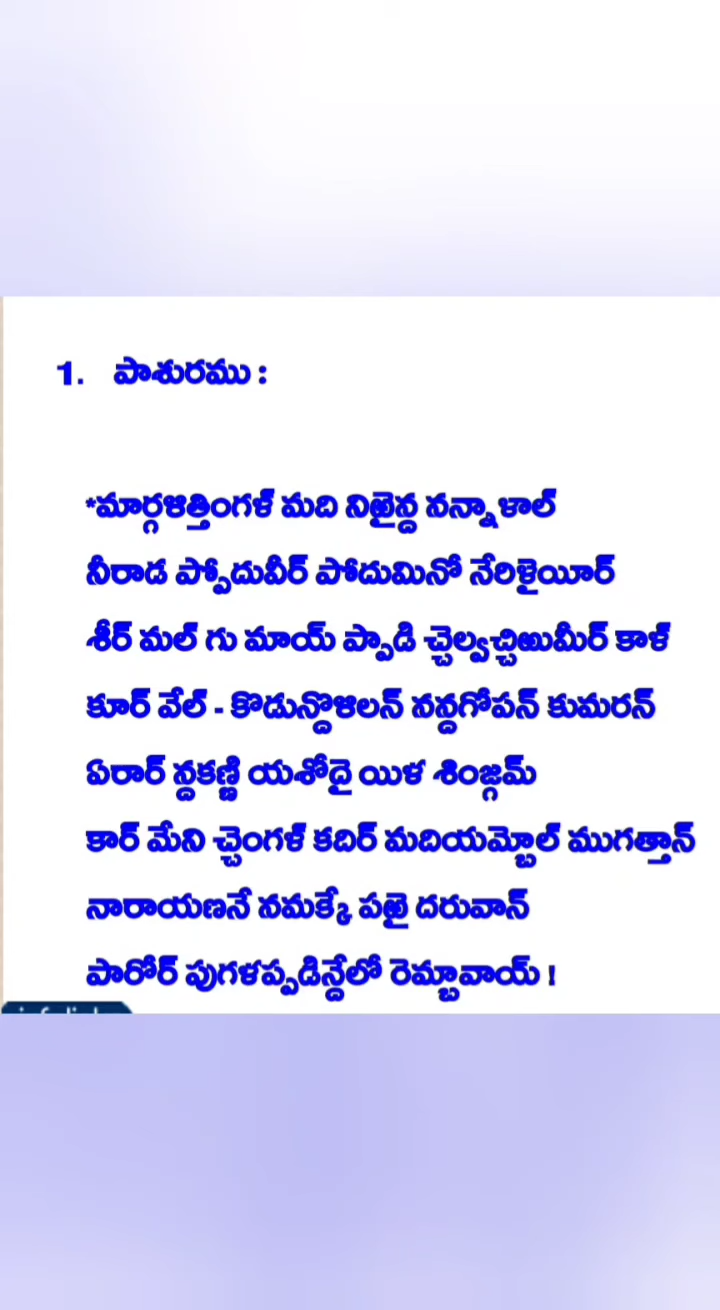 1. పాశురము :
*మార్గళిత్తింగళ్ మది నిఱైన్ద నన్నాళాల్
నీరాడ ప్పోదువీర్ పోదుమినో నేరిళైయీర్
శీర్ మల్ గు మాయ్ ప్పాడి చ్చెల్వచ్చిఱుమీర్ కాళ్
కూర్ వేల్ - కొడున్దొళిలన్ నన్దగోపన్ కుమరన్
ఏరార్ న్దకణ్ణి యశోదై యిళ శింఙ్గమ్
కార్ మేని చ్చెంగళ్ కదిర్ మదియమ్బోల్ ముగత్తాన్
నారాయణనే నమక్కే పఱై దరువాన్
పారోర్ పుగళప్పడిన్దేలో రెమ్బావాయ్ !